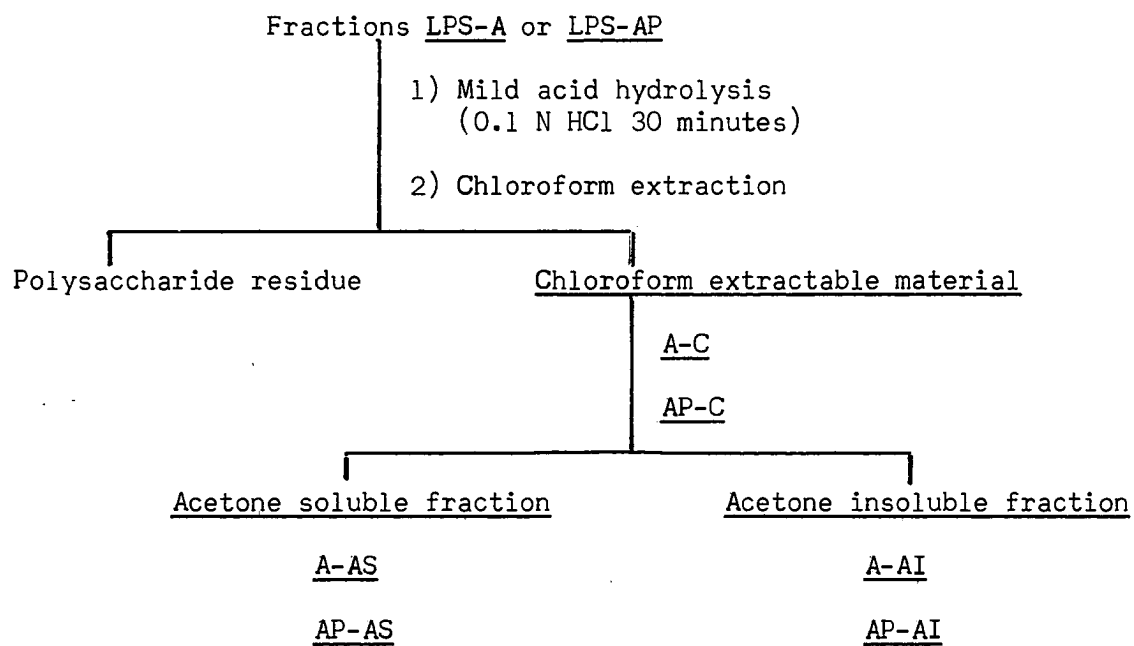 Fractions LPS-A or LPS-AP
1) Mild acid hydrolysis
(0.1 N HCl 30 minutes)
2) Chloroform extraction
Polysaccharide residue
Chloroform extractable material
A-C
AP-C
Acetone soluble fraction
Acetone insoluble fraction
A-AS
A-AI
AP-AS
AP-AI